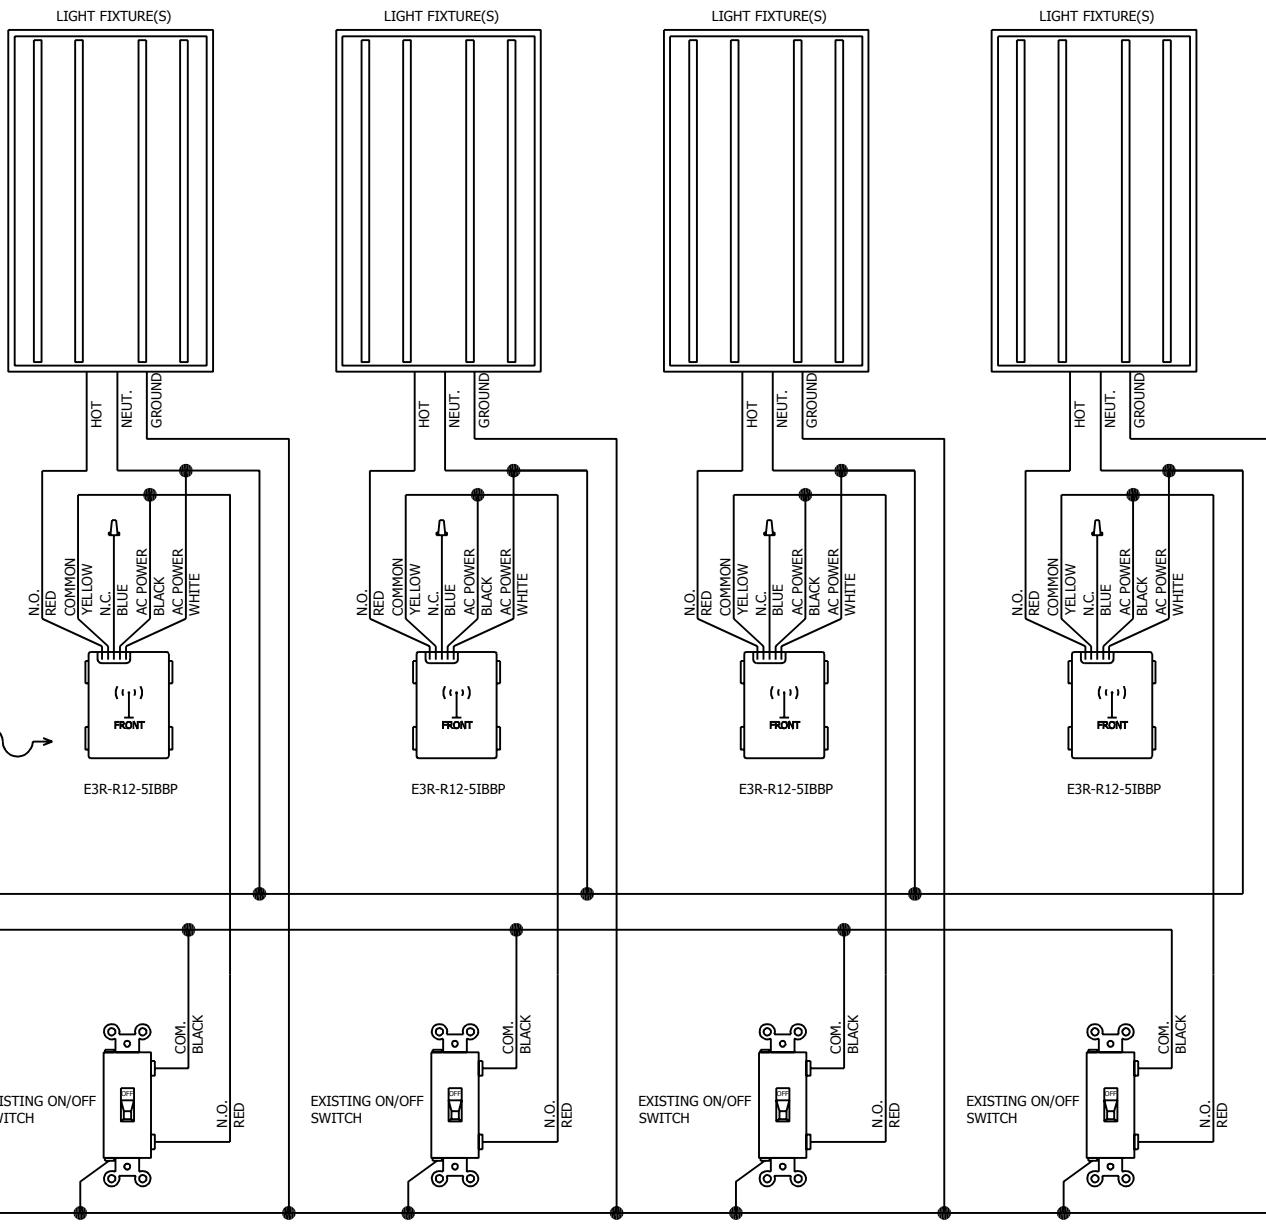 LIGHT FIXTURE(S)
LIGHT FIXTURE(S)
LIGHT FIXTURE(S)
LIGHT FIXTURE(S)
HOT
NEUT.
GROUND
HOT
NEUT.
GROUND
HOT
NEUT.
GROUND
HOT
NEUT.
GROUND
N.O.
RED
COMMON
YELLOW
N.C.
BLUE
AC POWER
BLACK
AC POWER
WHITE
N.O.
RED
COMMON
YELLOW
N.C.
BLUE
AC POWER
BLACK
AC POWER
WHITE
N.O.
RED
COMMON
YELLOW
N.C.
BLUE
AC POWER
BLACK
AC POWER
WHITE
N.O.
RED
COMMON
YELLOW
N.C.
BLUE
AC POWER
BLACK
AC POWER
WHITE
FRONT
FRONT
FRONT
FRONT
E3R-R12-5IBBP
E3R-R12-5IBBP
E3R-R12-5IBBP
E3R-R12-5IBBP
COM.
BLACK
COM.
BLACK
COM.
BLACK
COM.
BLACK
ISTING ON/OFF
WITCH
OFF
N.O.
RED
EXISTING ON/OFF
SWITCH
OFF
N.O.
RED
EXISTING ON/OFF
SWITCH
OFF
N.O.
RED
EXISTING ON/OFF
SWITCH
OFF
N.O.
RED